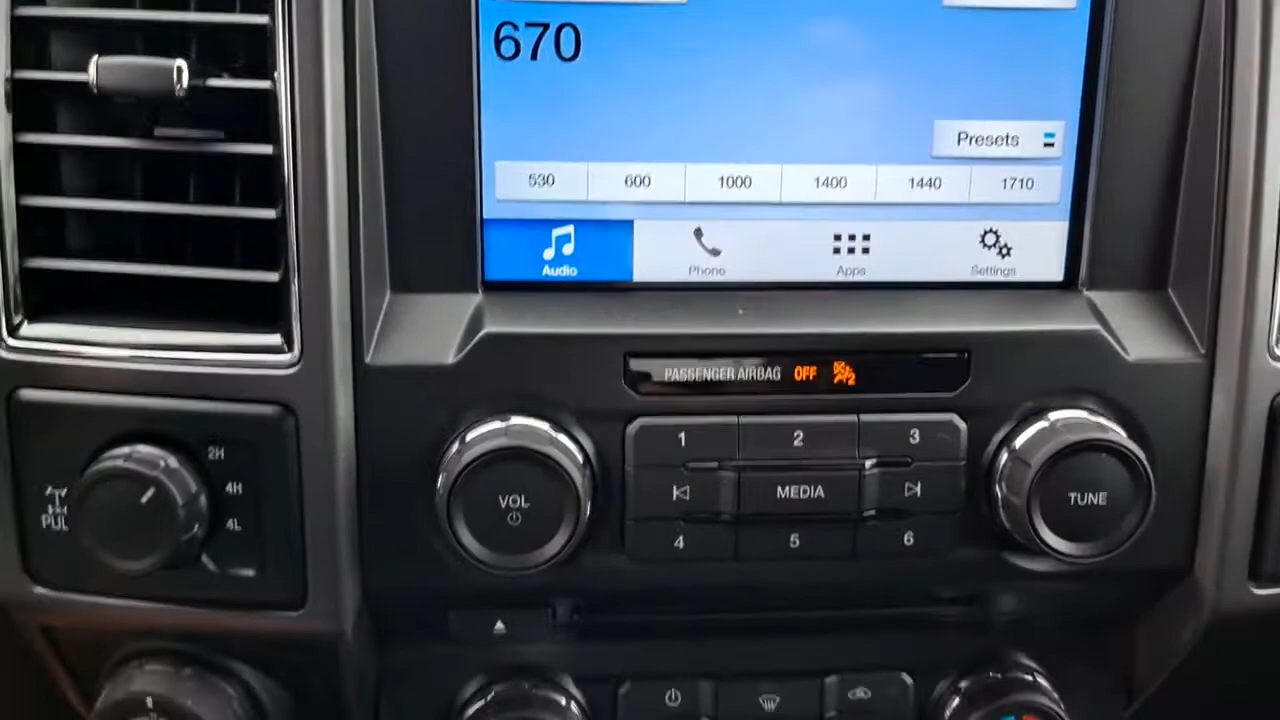 670
Presets
530 600 1000 1400 1440 1710
Audio Phone Apps Settings
PASSENGER AIRBAG OFF
1 2 3
VOL MEDIA TUNE
4 5 6
2H
4H
4L
PULL